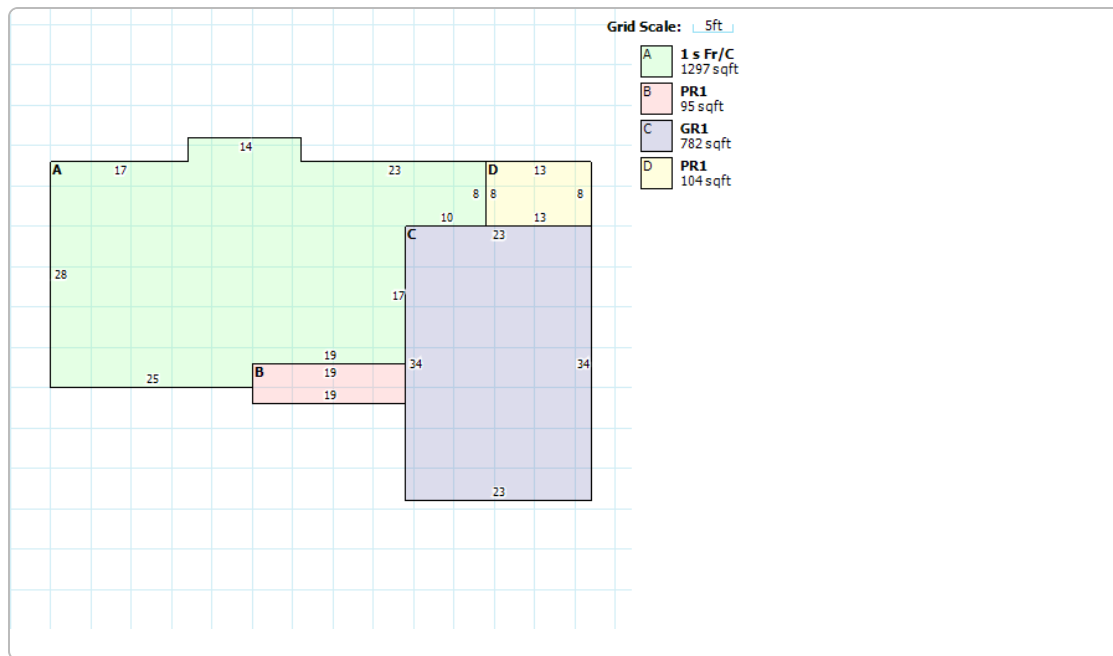 Grid Scale: 5ft
A 1 s Fr/C
1297 sqft
B PR1
95 sqft
C GR1
782 sqft
D PR1
104 sqft
14
A 17 23 D 13
8 8 8
10 13
C 23
28
17
19
34 34
B 19
25
19
23